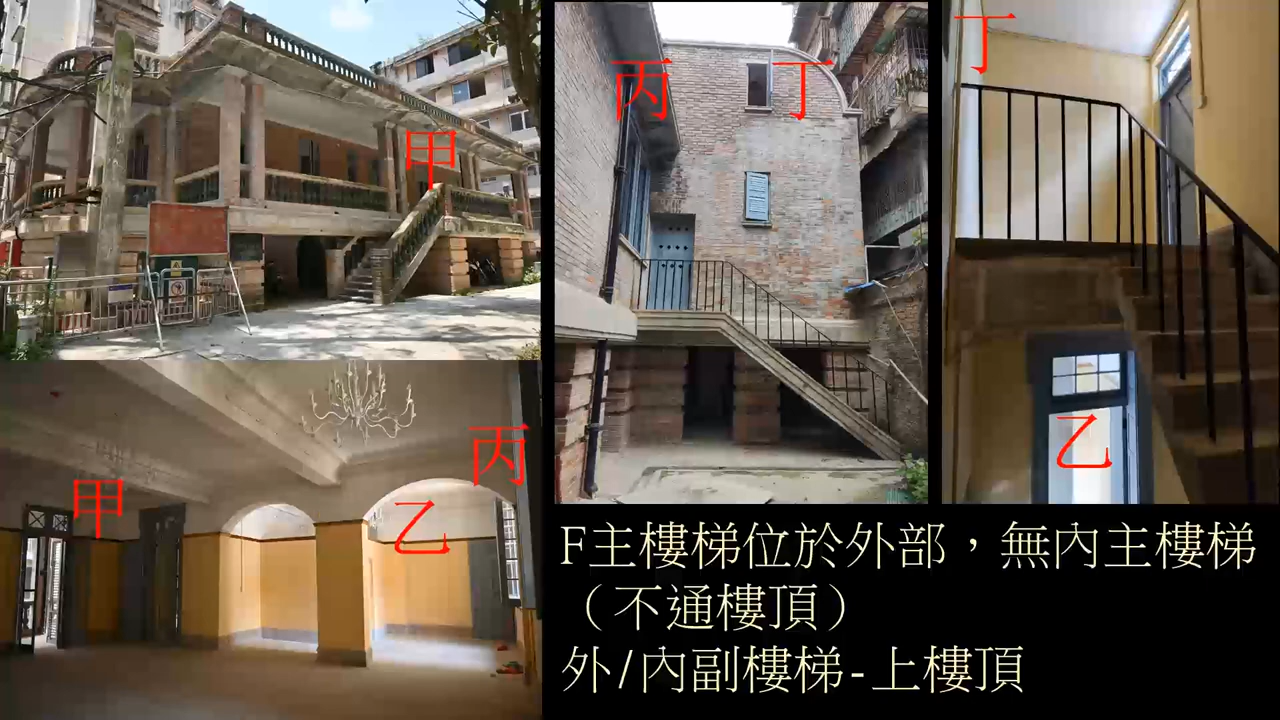 甲
丙
丁
丁
乙
甲
乙
丙
F主樓梯位於外部，無內主樓梯
（不通樓頂）
外/內副樓梯-上樓頂